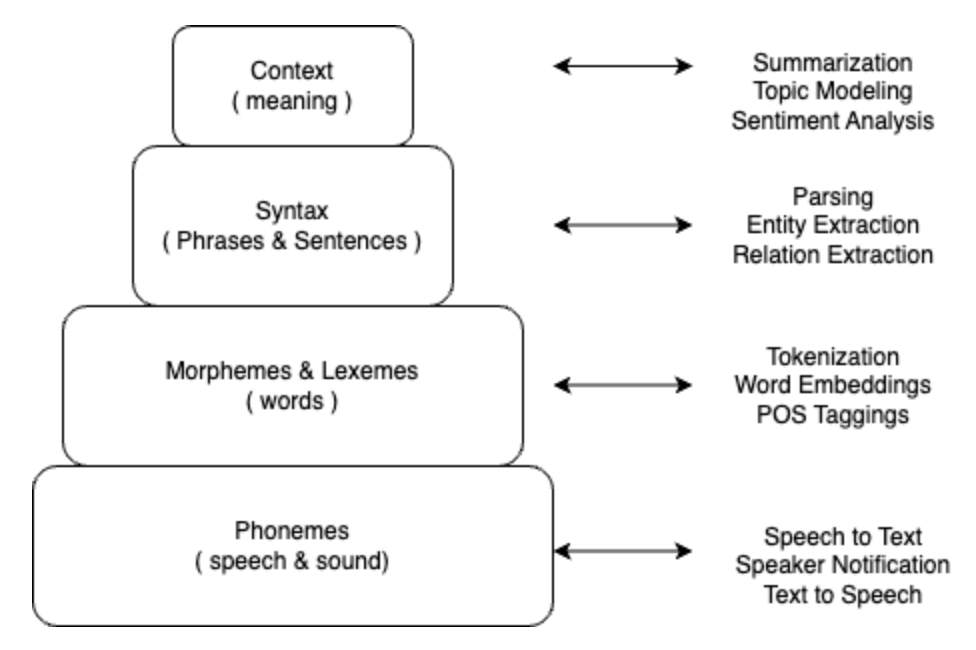 Context
( meaning )
Summarization
Topic Modeling
Sentiment Analysis
Syntax
( Phrases & Sentences )
Parsing
Entity Extraction
Relation Extraction
Morphemes & Lexemes
( words )
Tokenization
Word Embeddings
POS Taggings
Phonemes
( speech & sound)
Speech to Text
Speaker Notification
Text to Speech